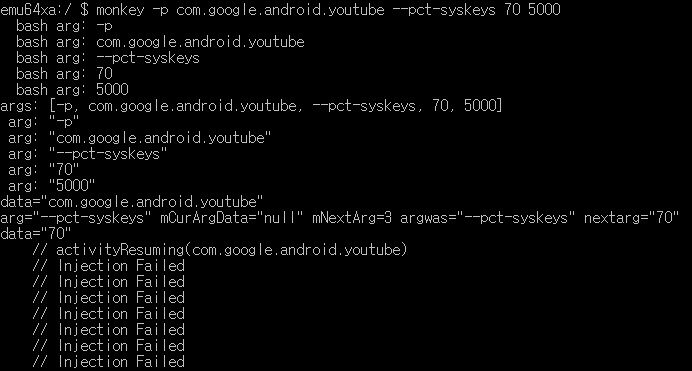 emu64xa:/ $ monkey -p com.google.android.youtube --pct-syskeys 70 5000
bash arg: -p
bash arg: com.google.android.youtube
bash arg: --pct-syskeys
bash arg: 70
bash arg: 5000
args: [-p, com.google.android.youtube, --pct-syskeys, 70, 5000]
arg: "-p"
arg: "com.google.android.youtube"
arg: "--pct-syskeys"
arg: "70"
arg: "5000"
data="com.google.android.youtube"
arg="--pct-syskeys" mCurArgData="null" mNextArg=3 argwas="--pct-syskeys" nextarg="70"
data="70"
// activityResuming(com.google.android.youtube)
// Injection Failed
// Injection Failed
// Injection Failed
// Injection Failed
// Injection Failed
// Injection Failed
// Injection Failed